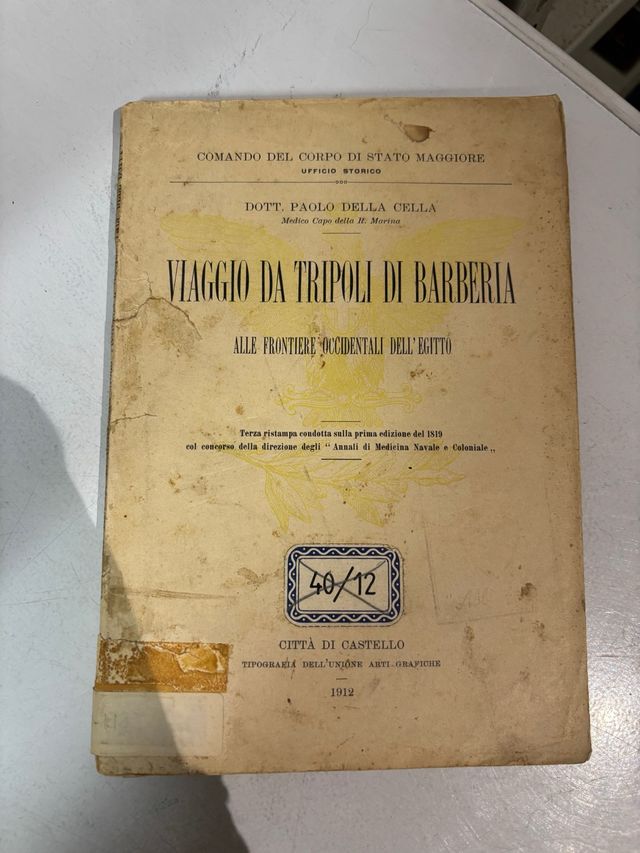 COMANDO DEL CORPO DI STATO MAGGIORE
UFFICIO STORICO
DOTT. PAOLO DELLA CELLA
Medico Capo della R. Marina
VIAGGIO DA TRIPOLI DI BARBERIA
ALLE FRONTIERE OCCIDENTALI DELL'EGITTO
Terza ristampa condotta sulla prima edizione del 1819
col concorso della direzione degli “ Annali di Medicina Navale e Coloniale „
40/12
CITTÀ DI CASTELLO
TIPOGRAFIA DELL'UNIONE ARTI GRAFICHE
1912